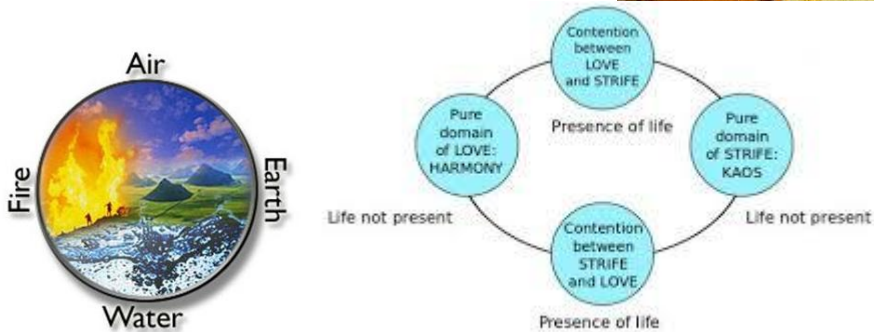 Air
Fire
Earth
Water
Contention
between
LOVE
and STRIFE
Presence of life
Pure
domain
of LOVE:
HARMONY
Life not present
Pure
domain
of STRIFE:
KAOS
Life not present
Contention
between
STRIFE
and LOVE
Presence of life